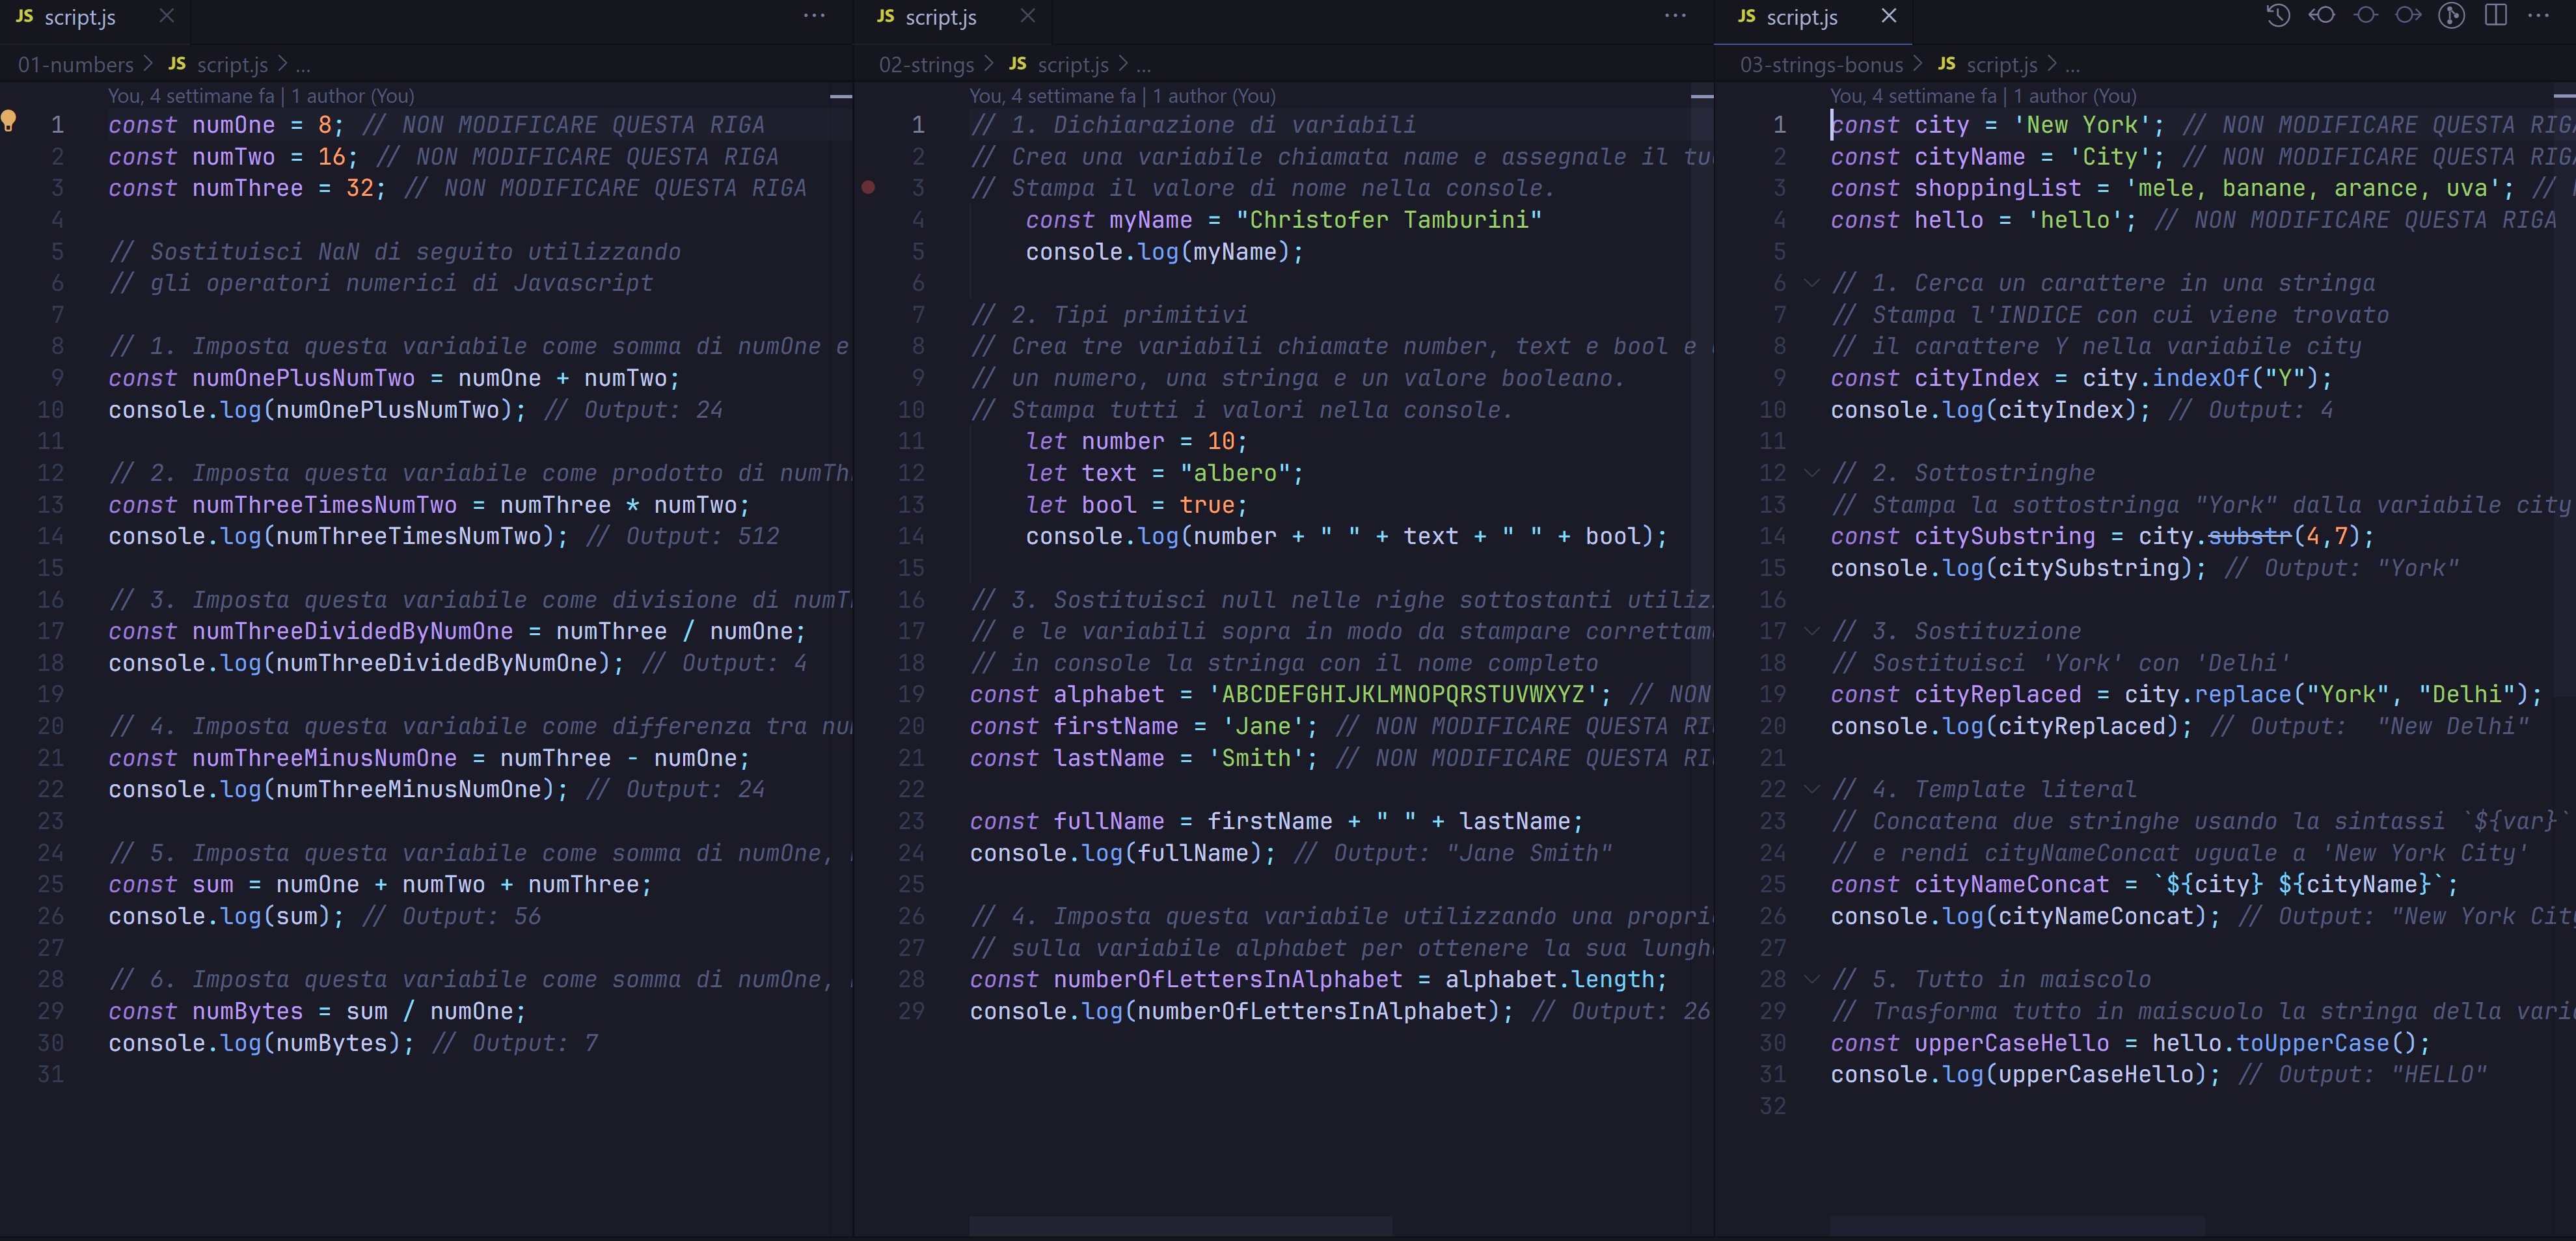 JS script.js
01-numbers > JS script.js > ...
You, 4 settimane fa | 1 author (You)
1 const numOne = 8; // NON MODIFICARE QUESTA RIGA
2 const numTwo = 16; // NON MODIFICARE QUESTA RIGA
3 const numThree = 32; // NON MODIFICARE QUESTA RIGA
4
5 // Sostituisci NaN di seguito utilizzando
6 // gli operatori numerici di Javascript
7
8 // 1. Imposta questa variabile come somma di numOne e
9 const numOnePlusNumTwo = numOne + numTwo;
10 console.log(numOnePlusNumTwo); // Output: 24
11
12 // 2. Imposta questa variabile come prodotto di numTh
13 const numThreeTimesNumTwo = numThree * numTwo;
14 console.log(numThreeTimesNumTwo); // Output: 512
15
16 // 3. Imposta questa variabile come divisione di numT
17 const numThreeDividedByNumOne = numThree / numOne;
18 console.log(numThreeDividedByNumOne); // Output: 4
19
20 // 4. Imposta questa variabile come differenza tra nu
21 const numThreeMinusNumOne = numThree - numOne;
22 console.log(numThreeMinusNumOne); // Output: 24
23
24 // 5. Imposta questa variabile come somma di numOne,
25 const sum = numOne + numTwo + numThree;
26 console.log(sum); // Output: 56
27
28 // 6. Imposta questa variabile come somma di numOne,
29 const numBytes = sum / numOne;
30 console.log(numBytes); // Output: 7
31
JS script.js
02-strings > JS script.js > ...
You, 4 settimane fa | 1 author (You)
1 // 1. Dichiarazione di variabili
2 // Crea una variabile chiamata name e assegnale il tu
3 // Stampa il valore di nome nella console.
4 const myName = "Christofer Tamburini"
5 console.log(myName);
6
7 // 2. Tipi primitivi
8 // Crea tre variabili chiamate number, text e bool e
9 // un numero, una stringa e un valore booleano.
10 // Stampa tutti i valori nella console.
11 let number = 10;
12 let text = "albero";
13 let bool = true;
14 console.log(number + " " + text + " " + bool);
15
16 // 3. Sostituisci null nelle righe sottostanti utiliz
17 // e le variabili sopra in modo da stampare correttam
18 // in console la stringa con il nome completo
19 const alphabet = 'ABCDEFGHIJKLMNOPQRSTUVWXYZ'; // NON
20 const firstName = 'Jane'; // NON MODIFICARE QUESTA RI
21 const lastName = 'Smith'; // NON MODIFICARE QUESTA RI
22
23 const fullName = firstName + " " + lastName;
24 console.log(fullName); // Output: "Jane Smith"
25
26 // 4. Imposta questa variabile utilizzando una propri
27 // sulla variabile alphabet per ottenere la sua lungh
28 const numberOfLettersInAlphabet = alphabet.length;
29 console.log(numberOfLettersInAlphabet); // Output: 26
JS script.js
03-strings-bonus > JS script.js > ...
You, 4 settimane fa | 1 author (You)
1 const city = 'New York'; // NON MODIFICARE QUESTA RIGA
2 const cityName = 'City'; // NON MODIFICARE QUESTA RIGA
3 const shoppingList = 'mele, banane, arance, uva'; //
4 const hello = 'hello'; // NON MODIFICARE QUESTA RIGA
5
6 // 1. Cerca un carattere in una stringa
7 // Stampa l'INDICE con cui viene trovato
8 // il carattere Y nella variabile city
9 const cityIndex = city.indexOf("Y");
10 console.log(cityIndex); // Output: 4
11
12 // 2. Sottostringhe
13 // Stampa la sottostringa "York" dalla variabile city
14 const citySubstring = city.substr(4,7);
15 console.log(citySubstring); // Output: "York"
16
17 // 3. Sostituzione
18 // Sostituisci 'York' con 'Delhi'
19 const cityReplaced = city.replace("York", "Delhi");
20 console.log(cityReplaced); // Output:  "New Delhi"
21
22 // 4. Template literal
23 // Concatena due stringhe usando la sintassi `${var}`
24 // e rendi cityNameConcat uguale a 'New York City'
25 const cityNameConcat = `${city} ${cityName}`;
26 console.log(cityNameConcat); // Output: "New York City
27
28 // 5. Tutto in maiscolo
29 // Trasforma tutto in maiscuolo la stringa della vari
30 const upperCaseHello = hello.toUpperCase();
31 console.log(upperCaseHello); // Output: "HELLO"
32